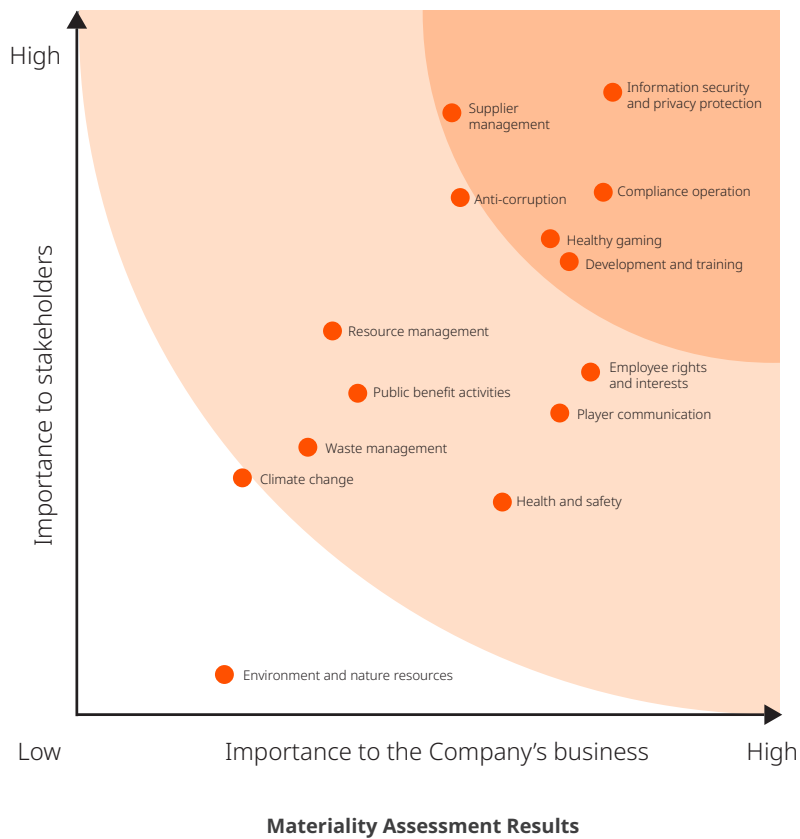 High
Information security
and privacy protection
Supplier
management
Compliance operation
Anti-corruption
Healthy gaming
Development and training
Importance to stakeholders
Resource management
Employee rights
and interests
Public benefit activities
Player communication
Waste management
Climate change
Health and safety
Environment and nature resources
Low
Importance to the Company’s business
High
Materiality Assessment Results